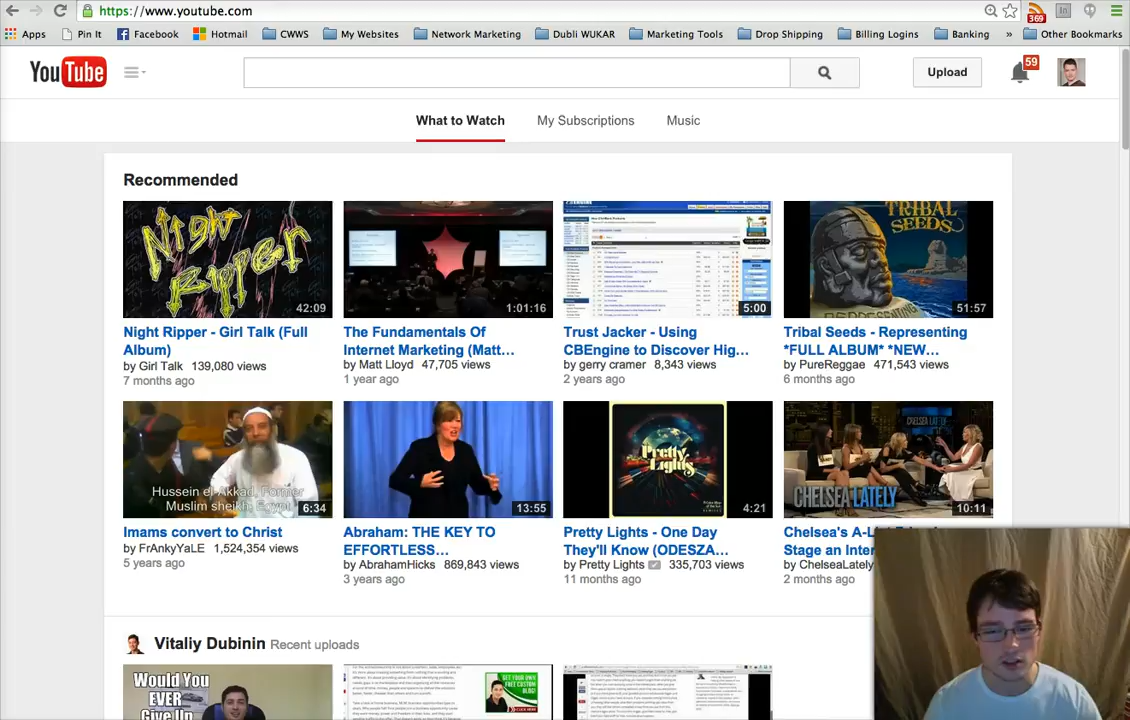 https://www.youtube.com
369
Apps Pin It Facebook Hotmail CWWS My Websites Network Marketing Dubli WUKAR Marketing Tools Drop Shipping Billing Logins Banking » Other Bookmarks
YouTube
Upload
59
What to Watch My Subscriptions Music
Recommended
Night Ripper
42:09
1:01:16
5:00
TRIBAL SEEDS
REPRESENTING
51:57
Night Ripper - Girl Talk (Full Album)
by Girl Talk 139,080 views
7 months ago
The Fundamentals Of Internet Marketing (Matt...
by Matt Lloyd 47,705 views
1 year ago
Trust Jacker - Using CBEngine to Discover Hig...
by gerry cramer 8,343 views
2 years ago
Tribal Seeds - Representing *FULL ALBUM* *NEW...
by PureReggae 471,543 views
6 months ago
Hussein el-Akkad, Former
Muslim sheikh, Egypt
6:34
13:55
Pretty Lights
4:21
CHELSEA LATELY
10:11
Imams convert to Christ
by FrAnkyYaLE 1,524,354 views
5 years ago
Abraham: THE KEY TO EFFORTLESS...
by AbrahamHicks 869,843 views
3 years ago
Pretty Lights - One Day They'll Know (ODESZA...
by Pretty Lights 335,703 views
11 months ago
Chelsea's A-L
Stage an Inter
by ChelseaLately
2 months ago
Vitaliy Dubinin Recent uploads
Would You
EVER
Give Up
GET YOUR OWN
FREE CUSTOM
BLOG!